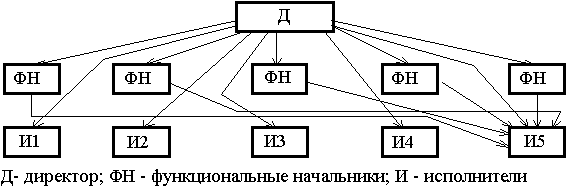 Д
ФН ФН ФН ФН ФН
И1 И2 И3 И4 И5
Д- директор; ФН - функциональные начальники; И - исполнители